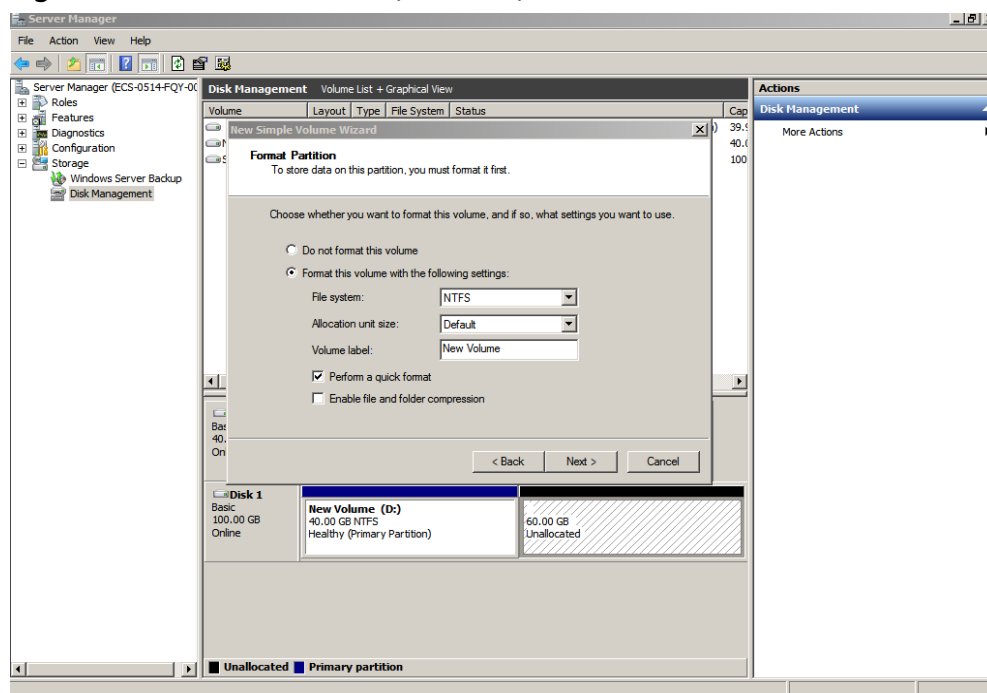 Server Manager
File Action View Help
Server Manager (ECS-0514-FQY-0
Roles
Features
Diagnostics
Configuration
Storage
Windows Server Backup
Disk Management
Disk Management Volume List + Graphical View
Volume Layout Type File System Status Cap
) 39.9
40.0
100
New Simple Volume Wizard
Format Partition
To store data on this partition, you must format it first.
Choose whether you want to format this volume, and if so, what settings you want to use.
Do not format this volume
Format this volume with the following settings:
File system: NTFS
Allocation unit size: Default
Volume label: New Volume
Perform a quick format
Enable file and folder compression
< Back Next > Cancel
Bas
40.
On
Disk 1
Basic
100.00 GB
Online
New Volume (D:)
40.00 GB NTFS
Healthy (Primary Partition)
60.00 GB
Unallocated
Unallocated Primary partition
Actions
Disk Management
More Actions